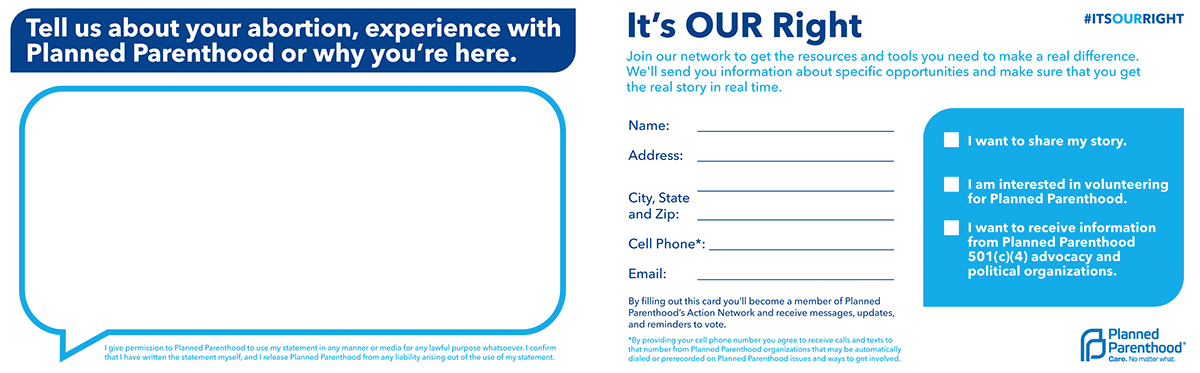 Tell us about your abortion, experience with
Planned Parenthood or why you're here.
I give permission to Planned Parenthood to use my statement in any manner or media for any lawful purpose whatsoever. I confirm
that I have written the statement myself, and I release Planned Parenthood from any liability arising out of the use of my statement.
It's OUR Right
#ITSOURRIGHT
Join our network to get the resources and tools you need to make a real difference.
We'll send you information about specific opportunities and make sure that you get
the real story in real time.
Name:
Address:
City, State
and Zip:
Cell Phone*:
Email:
By filling out this card you'll become a member of Planned
Parenthood's Action Network and receive messages, updates,
and reminders to vote.
*By providing your cell phone number you agree to receive calls and texts to
that number from Planned Parenthood organizations that may be automatically
dialed or prerecorded on Planned Parenthood issues and ways to get involved.
I want to share my story.
I am interested in volunteering
for Planned Parenthood.
I want to receive information
from Planned Parenthood
501(c)(4) advocacy and
political organizations.
Planned
Parenthood®
Care. No matter what.